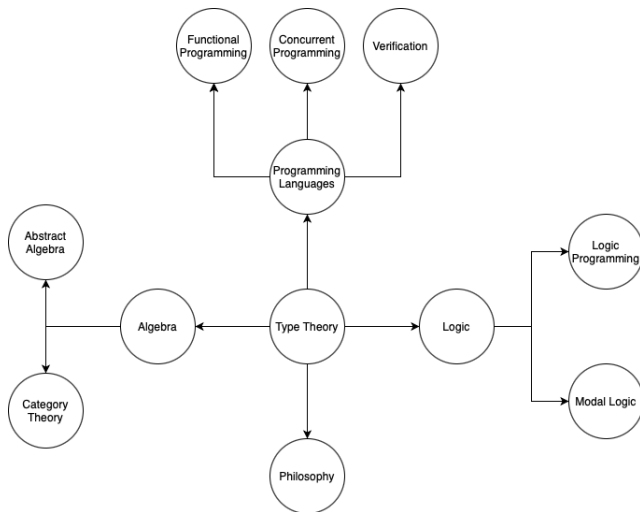 Functional
Programming
Concurrent
Programming
Verification
Programming
Languages
Abstract
Algebra
Logic
Programming
Algebra
Type Theory
Logic
Category
Theory
Modal Logic
Philosophy